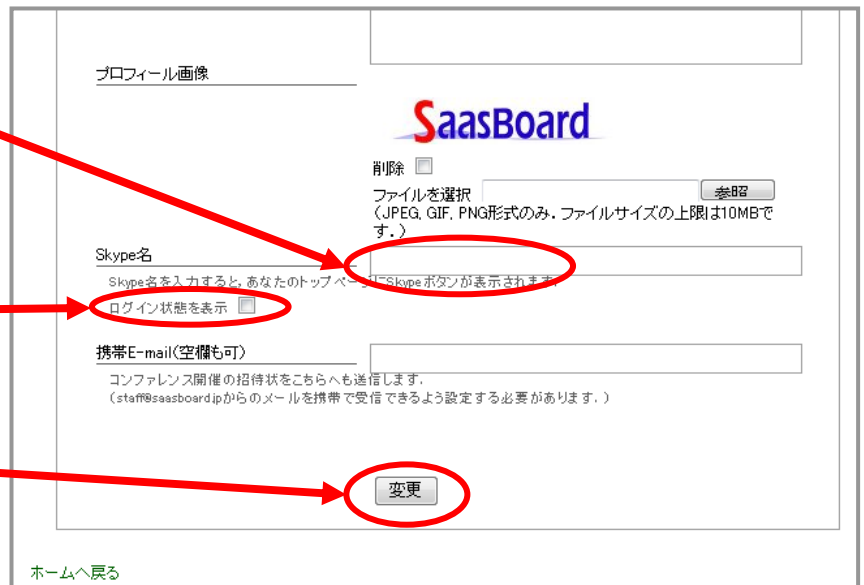 プロフィール画像
SaasBoard
削除
ファイルを選択 参照
(JPEG, GIF, PNG形式のみ. ファイルサイズの上限は10MBで
す.)
Skype名
Skype名を入力すると, あなたのトップページにSkypeボタンが表示されます.
ログイン状態を表示
携帯E-mail(空欄も可)
コンファレンス開催の招待状をこちらへも送信します.
(staff@saasboard.jpからのメールを携帯で受信できるよう設定する必要があります.)
変更
ホームへ戻る